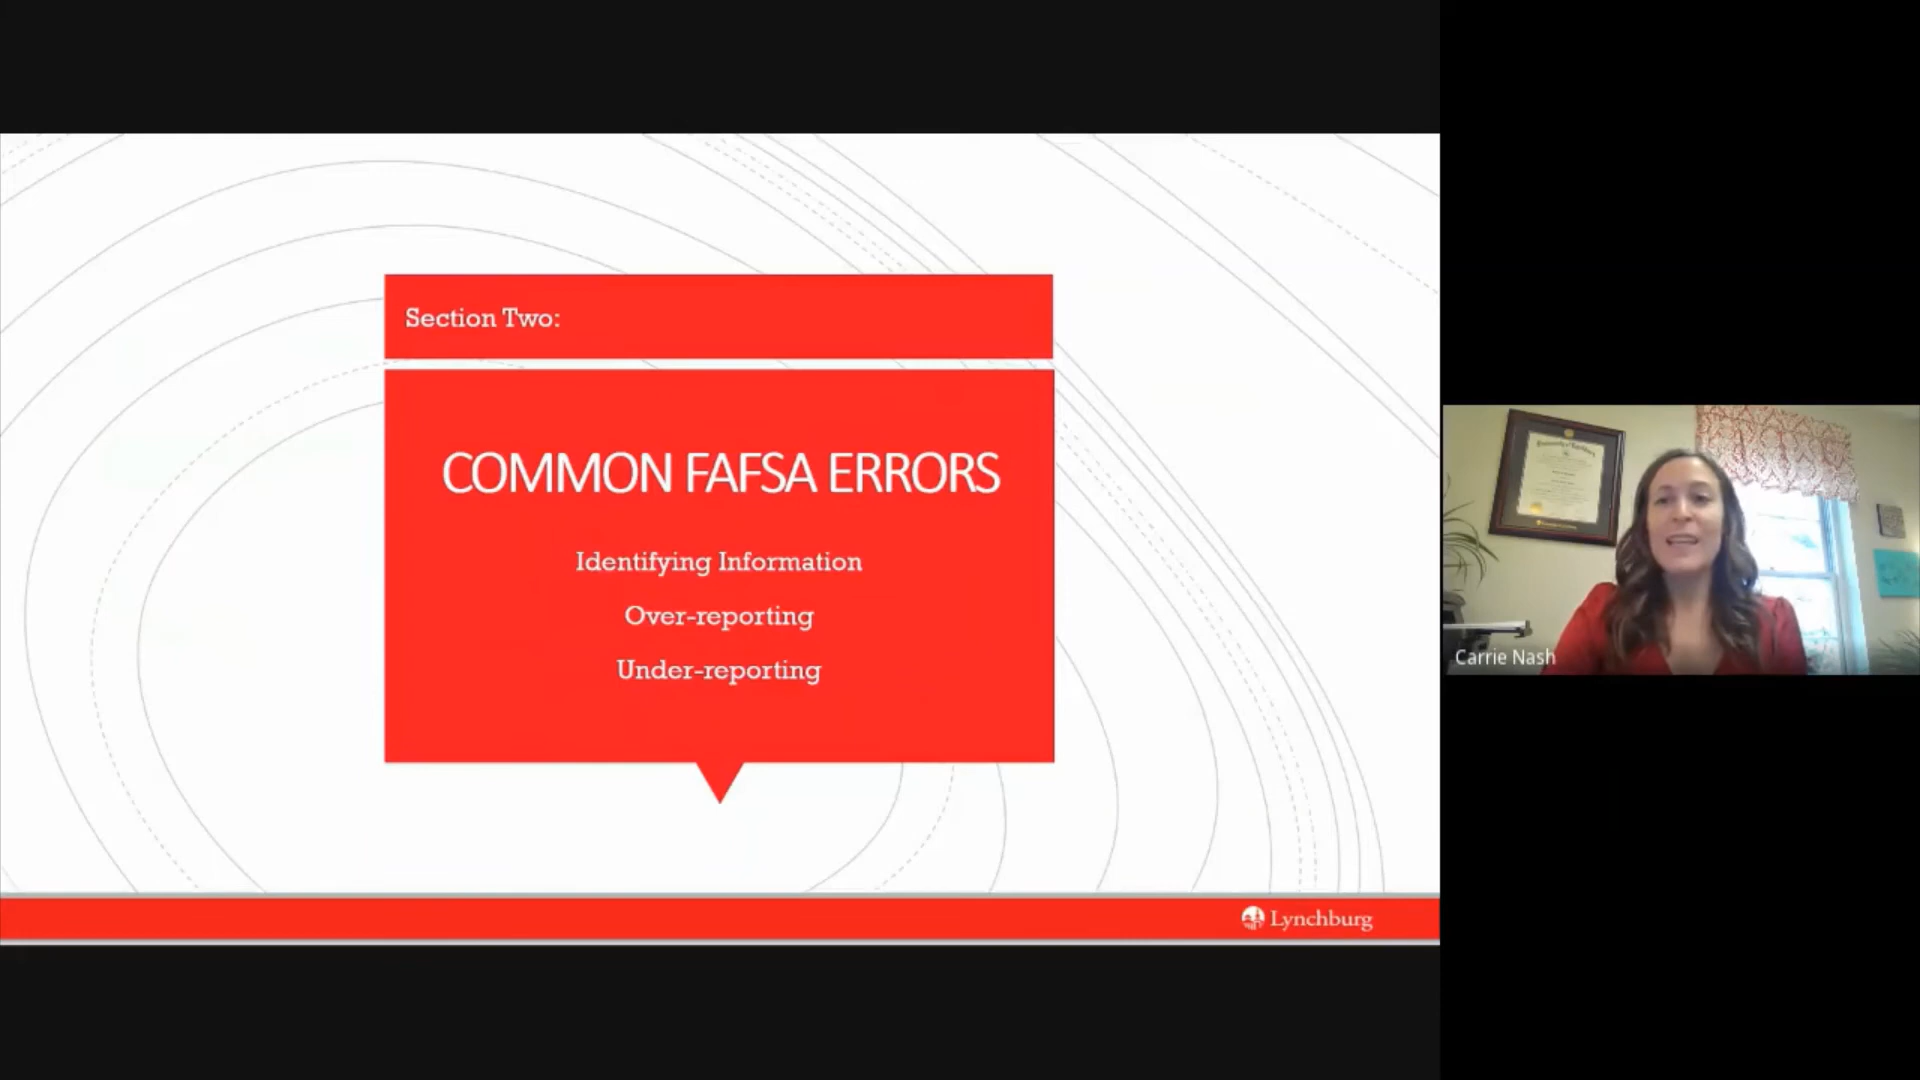 Section Two:
COMMON FAFSA ERRORS
Identifying Information
Over-reporting
Under-reporting
Lynchburg
Carrie Nash